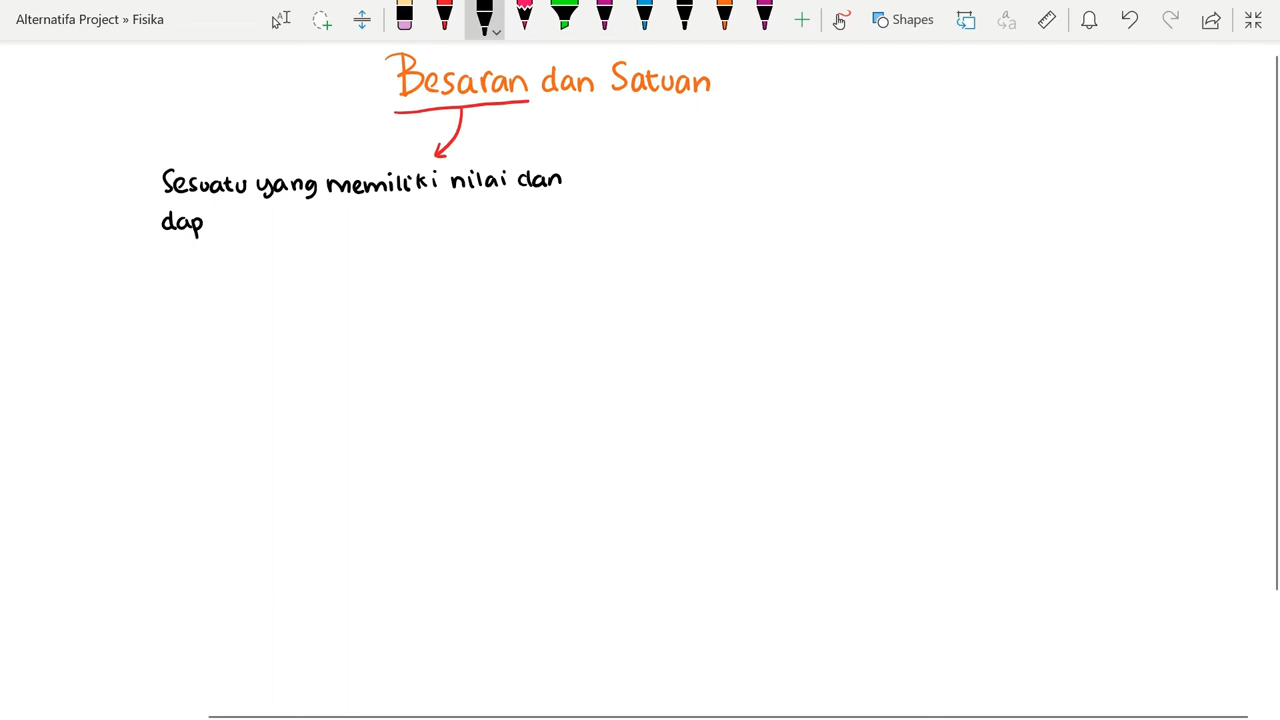 Alternatifa Project » Fisika
Shapes
Besaran dan Satuan
Sesuatu yang memiliki nilai dan
dap